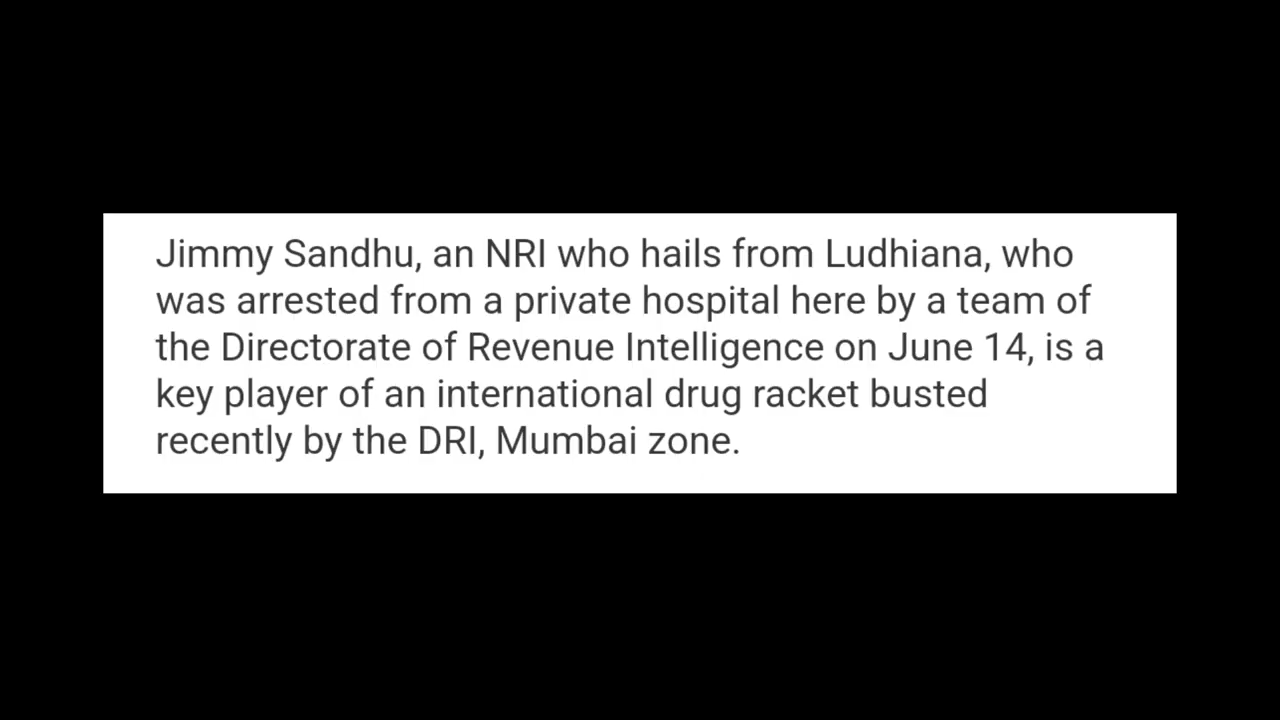 Jimmy Sandhu, an NRI who hails from Ludhiana, who
was arrested from a private hospital here by a team of
the Directorate of Revenue Intelligence on June 14, is a
key player of an international drug racket busted
recently by the DRI, Mumbai zone.